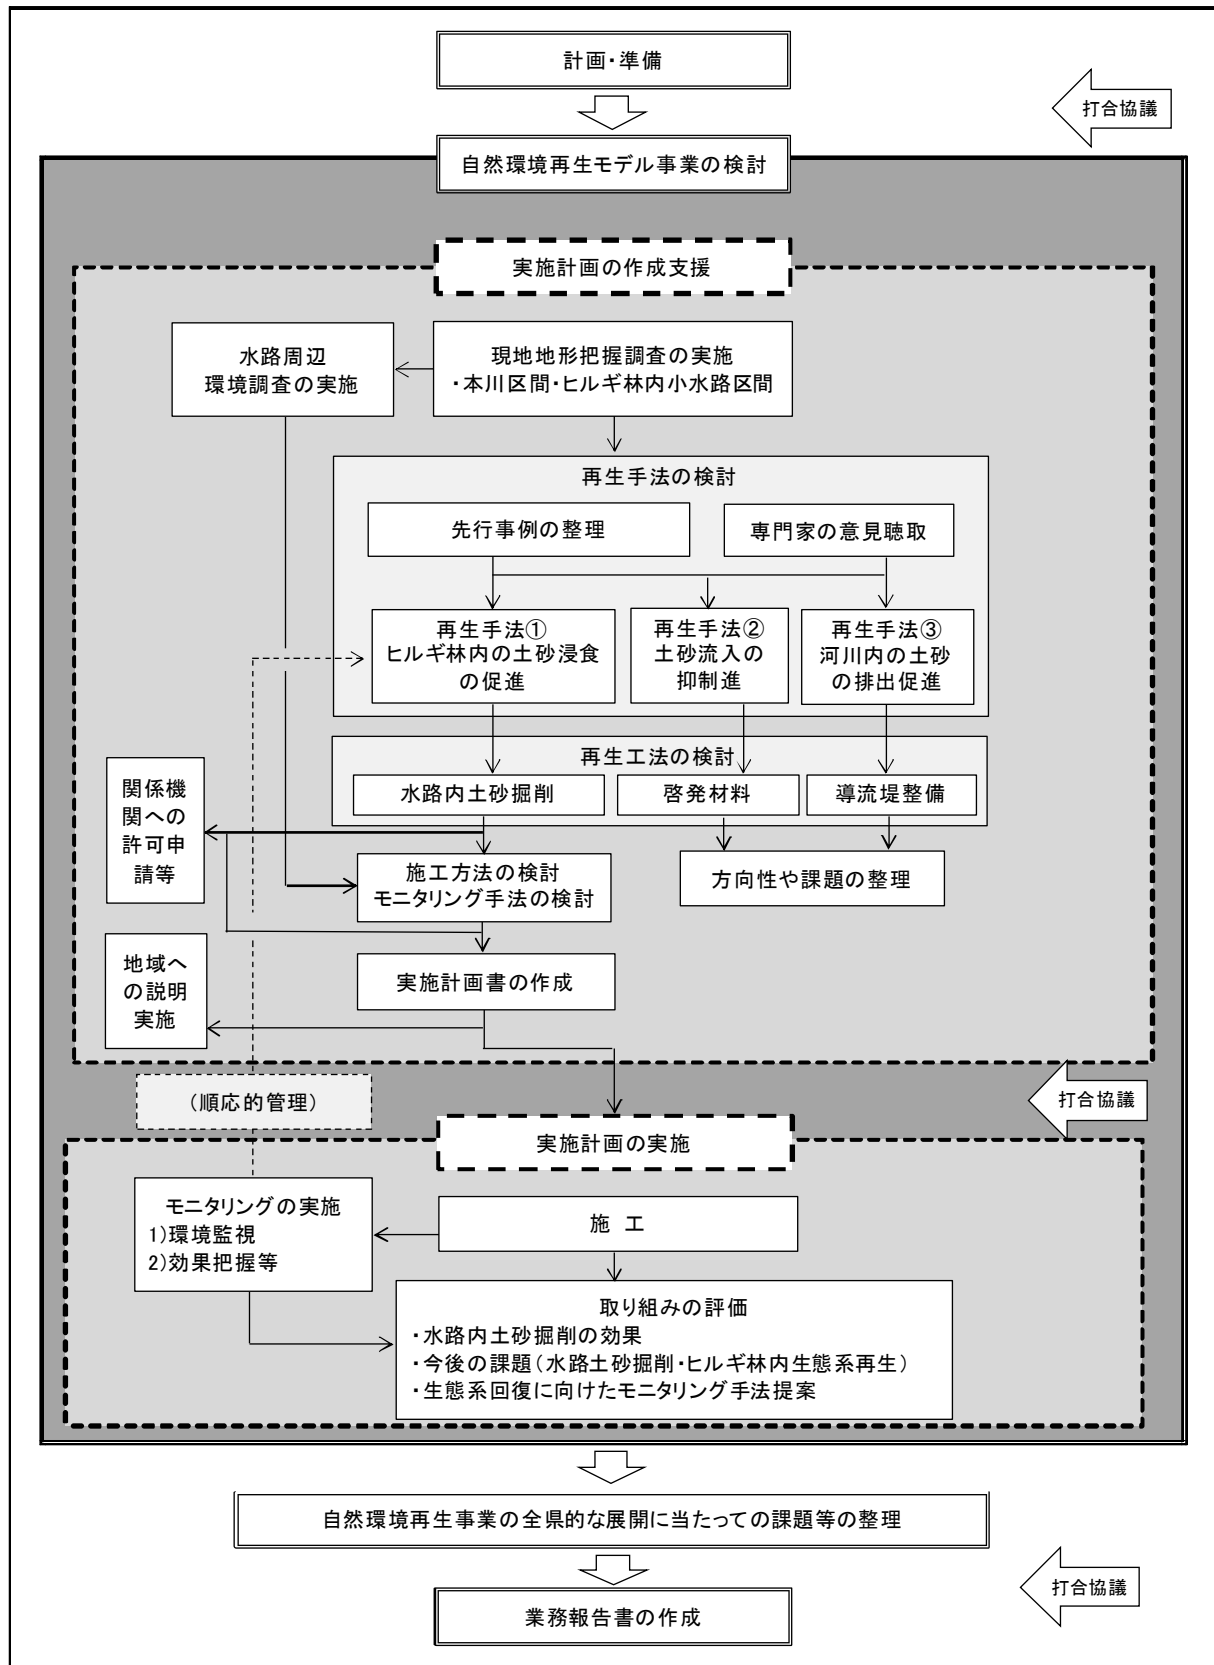 計画・準備
打合協議
自然環境再生モデル事業の検討
実施計画の作成支援
水路周辺
環境調査の実施
現地地形把握調査の実施
・本川区間・ヒルギ林内小水路区間
再生手法の検討
先行事例の整理
専門家の意見聴取
再生手法①
ヒルギ林内の土砂浸食
の促進
再生手法②
土砂流入の
抑制進
再生手法③
河川内の土砂
の排出促進
再生工法の検討
水路内土砂掘削
啓発材料
導流堤整備
関係機
関への
許可申
請等
施工方法の検討
モニタリング手法の検討
方向性や課題の整理
地域へ
の説明
実施
実施計画書の作成
（順応的管理）
打合協議
実施計画の実施
モニタリングの実施
1)環境監視
2)効果把握等
施 工
取り組みの評価
・水路内土砂掘削の効果
・今後の課題（水路土砂掘削・ヒルギ林内生態系再生）
・生態系回復に向けたモニタリング手法提案
自然環境再生事業の全県的な展開に当たっての課題等の整理
打合協議
業務報告書の作成